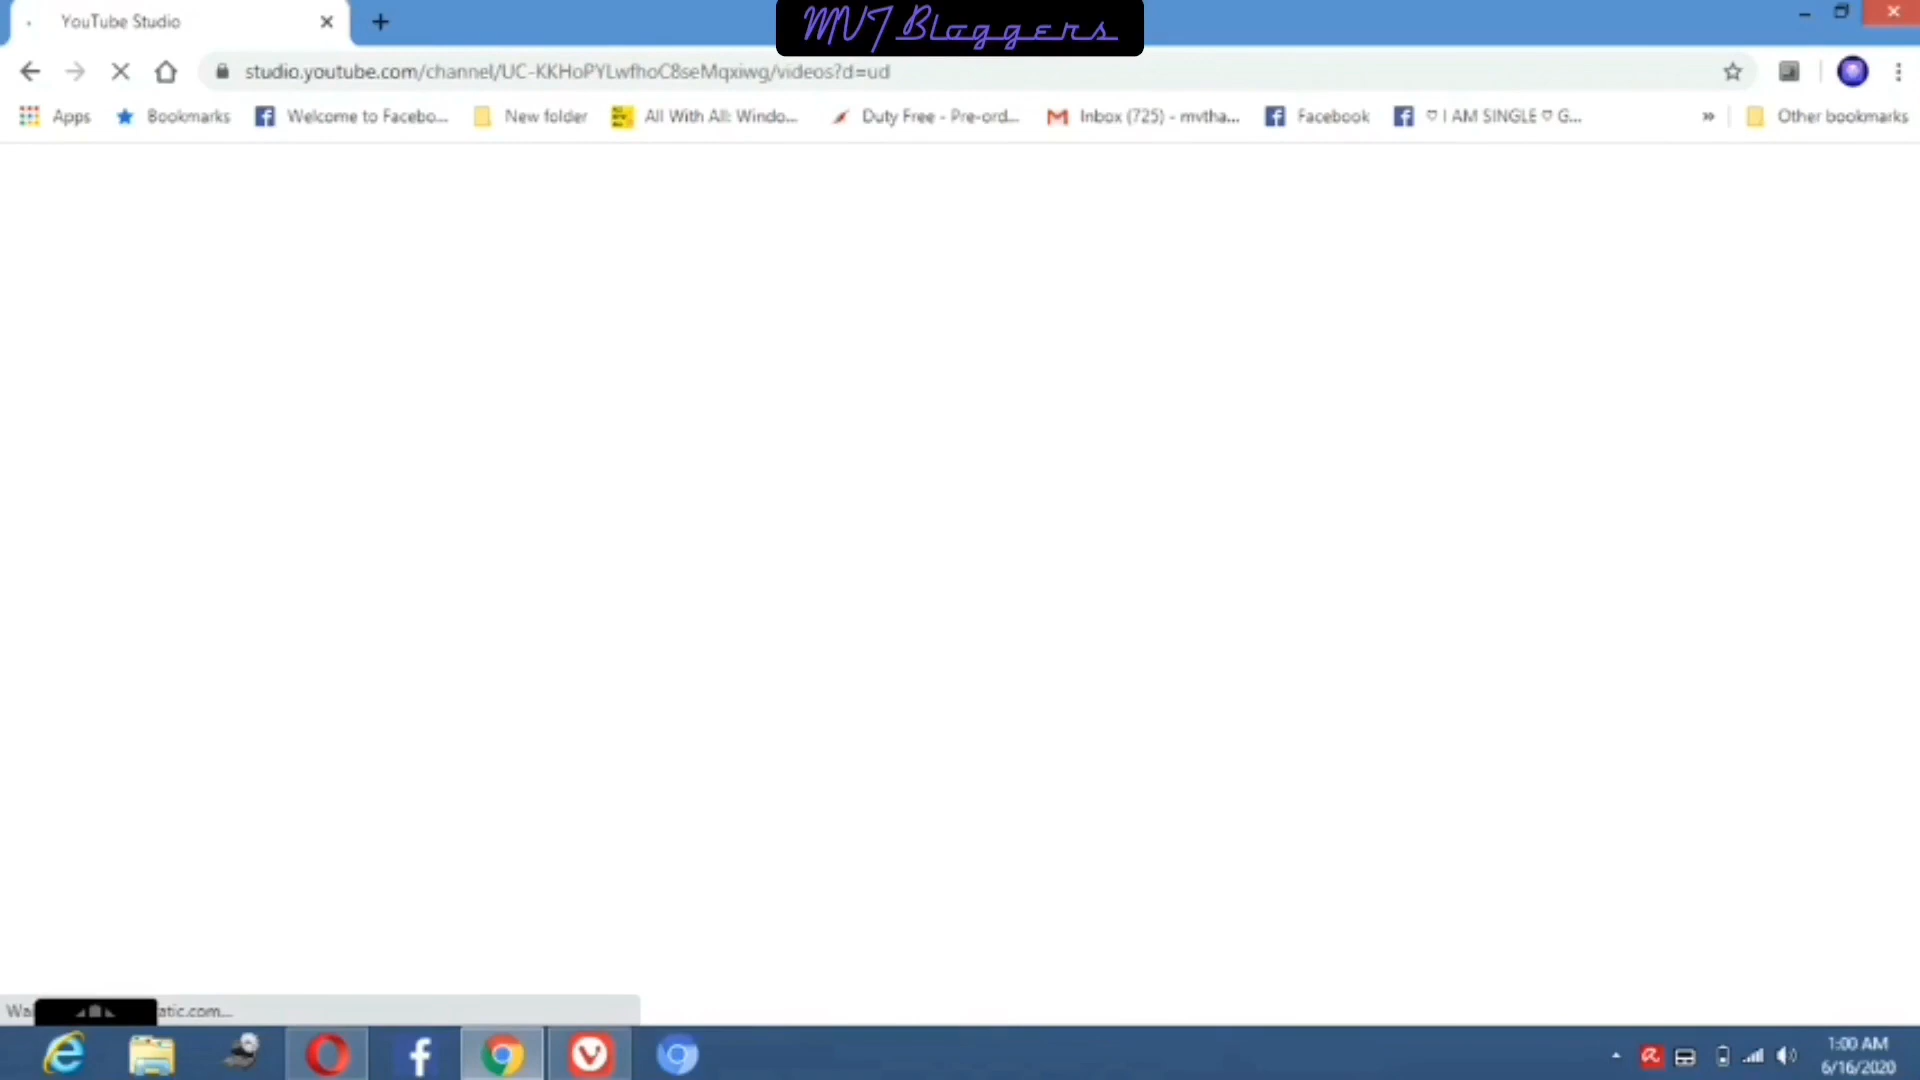 YouTube Studio
MVT Bloggers
studio.youtube.com/channel/UC-KKHoPYLwfhoC8seMqxiwg/videos?d=ud
Apps Bookmarks Welcome to Facebo... New folder All With All: Windo... Duty Free - Pre-ord... Inbox (725) - mvtha... Facebook ♡ I AM SINGLE ♡ G... » Other bookmarks
atic.com...
1:00 AM
6/16/2020